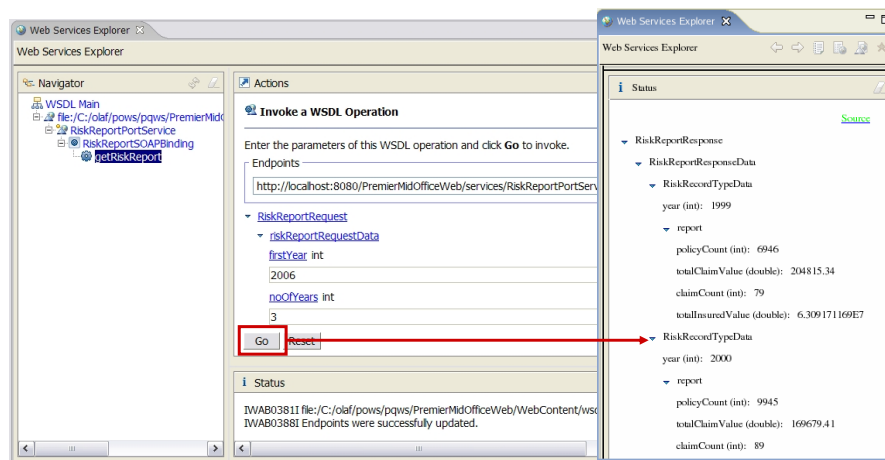 Web Services Explorer
Web Services Explorer
Navigator
WSDL Main
file:/C:/olaf/pows/pqws/PremierMid
RiskReportPortService
RiskReportSOAPBinding
getRiskReport
Actions
Invoke a WSDL Operation
Enter the parameters of this WSDL operation and click Go to invoke.
Endpoints
http://localhost:8080/PremierMidOfficeWeb/services/RiskReportPortServ
RiskReportRequest
riskReportRequestData
firstYear int
2006
noOfYears int
3
Go Reset
i Status
IWAB0381I file:/C:/olaf/pows/pqws/PremierMidOfficeWeb/WebContent/wsd
IWAB0388I Endpoints were successfully updated.
Web Services Explorer
Web Services Explorer
i Status
Source
RiskReportResponse
RiskReportResponseData
RiskRecordTypeData
year (int): 1999
report
policyCount (int): 6946
totalClaimValue (double): 204815.34
claimCount (int): 79
totalInsuredValue (double): 6.309171169E7
RiskRecordTypeData
year (int): 2000
report
policyCount (int): 9945
totalClaimValue (double): 169679.41
claimCount (int): 89